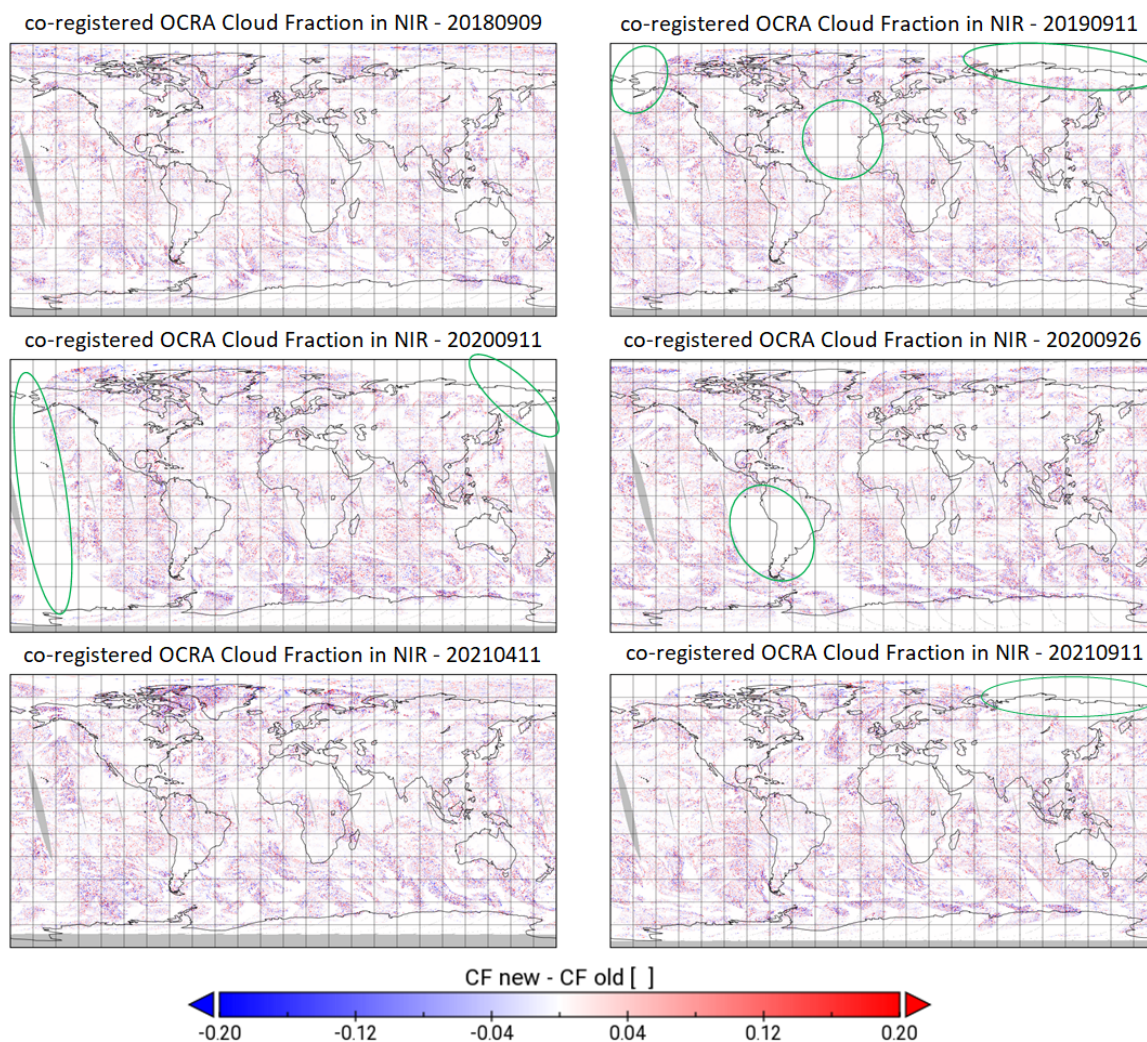 co-registered OCRA Cloud Fraction in NIR - 20180909
co-registered OCRA Cloud Fraction in NIR - 20190911
co-registered OCRA Cloud Fraction in NIR - 20200911
co-registered OCRA Cloud Fraction in NIR - 20200926
co-registered OCRA Cloud Fraction in NIR - 20210411
co-registered OCRA Cloud Fraction in NIR - 20210911
CF new - CF old [ ]
-0.20 -0.12 -0.04 0.04 0.12 0.20